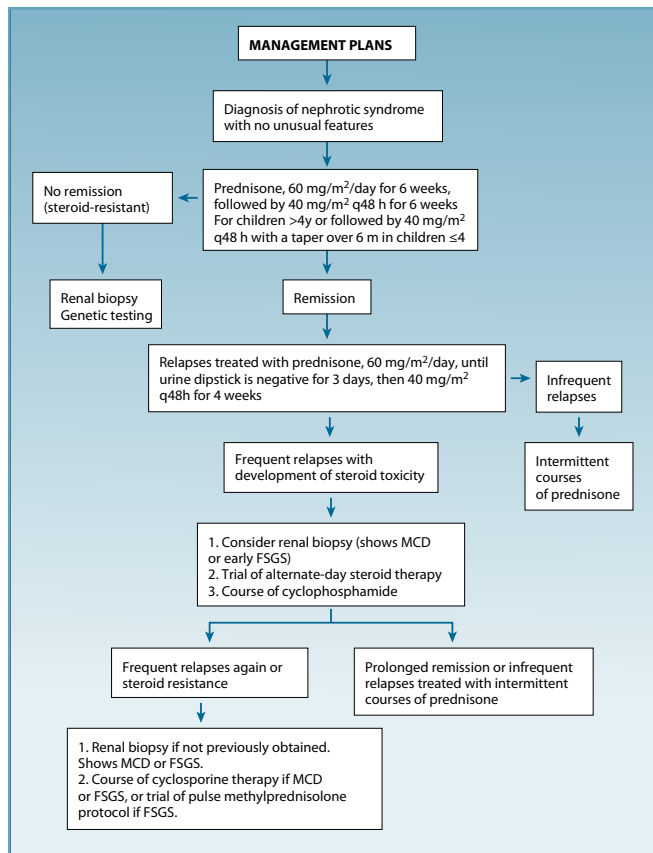 MANAGEMENT PLANS
Diagnosis of nephrotic syndrome
with no unusual features
No remission
(steroid-resistant)
Prednisone, 60 mg/m²/day for 6 weeks,
followed by 40 mg/m² q48 h for 6 weeks
For children >4y or followed by 40 mg/m²
q48 h with a taper over 6 m in children ≤4
Renal biopsy
Genetic testing
Remission
Relapses treated with prednisone, 60 mg/m²/day, until
urine dipstick is negative for 3 days, then 40 mg/m²
q48h for 4 weeks
Infrequent
relapses
Frequent relapses with
development of steroid toxicity
Intermittent
courses
of prednisone
1. Consider renal biopsy (shows MCD
or early FSGS)
2. Trial of alternate-day steroid therapy
3. Course of cyclophosphamide
Frequent relapses again or
steroid resistance
Prolonged remission or infrequent
relapses treated with intermittent
courses of prednisone
1. Renal biopsy if not previously obtained.
Shows MCD or FSGS.
2. Course of cyclosporine therapy if MCD
or FSGS, or trial of pulse methylprednisolone
protocol if FSGS.